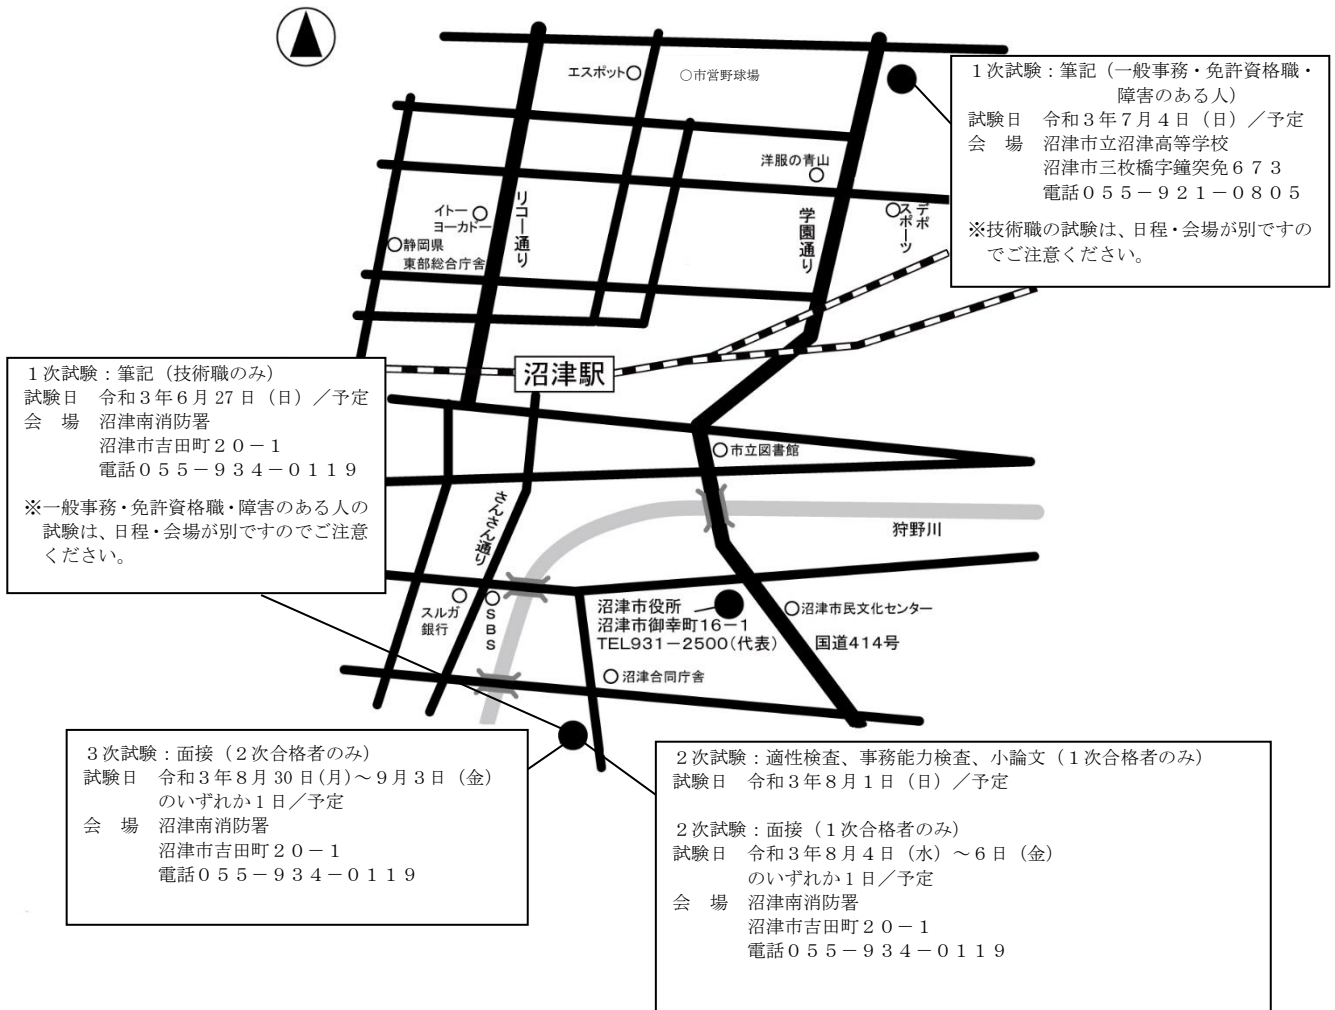 エスポット
○市営野球場
1次試験：筆記（一般事務・免許資格職・
障害のある人）
試験日　令和３年７月４日（日）／予定
会　場　沼津市立沼津高等学校
沼津市三枚橋字鐘突免６７３
電話０５５－９２１－０８０５
※技術職の試験は、日程・会場が別ですの
でご注意ください。
洋服の青山
イトー
ヨーカドー
静岡県
東部総合庁舎
リコー通り
学園通り
デポ
スポーツ
沼津駅
1次試験：筆記（技術職のみ）
試験日　令和３年６月 27 日（日）／予定
会　場　沼津南消防署
沼津市吉田町２０－１
電話０５５－９３４－０１１９
※一般事務・免許資格職・障害のある人の
試験は、日程・会場が別ですのでご注意
ください。
市立図書館
さんさん通り
狩野川
スルガ
銀行
SBS
沼津市役所
沼津市御幸町16－1
TEL931－2500(代表)
沼津市民文化センター
国道414号
沼津合同庁舎
３次試験：面接（２次合格者のみ）
試験日　令和３年８月 30 日(月)～９月３日（金）
のいずれか１日／予定
会　場　沼津南消防署
沼津市吉田町２０－１
電話０５５－９３４－０１１９
２次試験：適性検査、事務能力検査、小論文（１次合格者のみ）
試験日　令和３年８月１日（日）／予定
２次試験：面接（１次合格者のみ）
試験日　令和３年８月４日（水）～６日（金）
のいずれか１日／予定
会　場　沼津南消防署
沼津市吉田町２０－１
電話０５５－９３４－０１１９